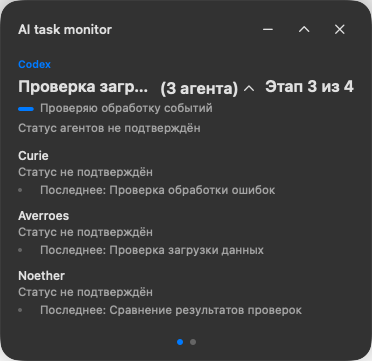 AI task monitor
Codex
Проверка загр... (3 агента) Этап 3 из 4
Проверяю обработку событий
Статус агентов не подтверждён
Curie
Статус не подтверждён
Последнее: Проверка обработки ошибок
Averroes
Статус не подтверждён
Последнее: Проверка загрузки данных
Noether
Статус не подтверждён
Последнее: Сравнение результатов проверок